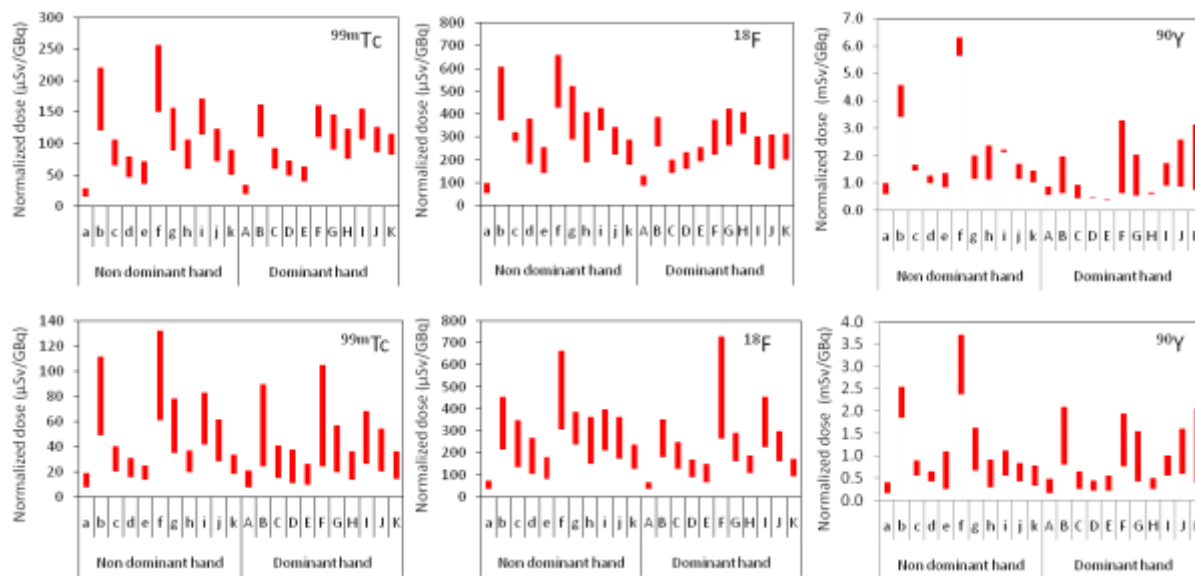 99mTc
Normalized dose (µSv/GBq)
300
250
200
150
100
50
0
a b c d e f g h i j k A B C D E F G H I J K
Non dominant hand Dominant hand
18F
Normalized dose (µSv/GBq)
800
700
600
500
400
300
200
100
0
a b c d e f g h i j k A B C D E F G H I J K
Non dominant hand Dominant hand
90Y
Normalized dose (mSv/GBq)
7.0
6.0
5.0
4.0
3.0
2.0
1.0
0.0
a b c d e f g h i j k A B C D E F G H I J
Non dominant hand Dominant hand
99mTc
Normalized dose (µSv/GBq)
140
120
100
80
60
40
20
0
a b c d e f g h i j k A B C D E F G H I J K
Non dominant hand Dominant hand
18F
Normalized dose (µSv/GBq)
800
700
600
500
400
300
200
100
0
a b c d e f g h i j k A B C D E F G H I J K
Non dominant hand Dominant hand
90Y
Normalized dose (mSv/GBq)
4.0
3.5
3.0
2.5
2.0
1.5
1.0
0.5
0.0
a b c d e f g h i j k A B C D E F G H I J
Non dominant hand Dominant hand